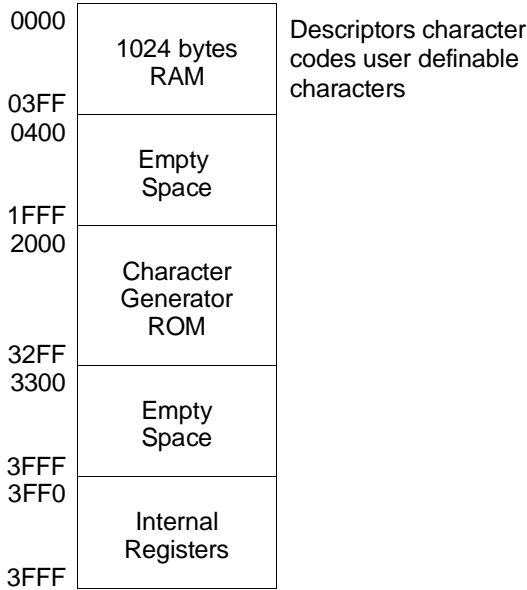 0000
1024 bytes
RAM
Descriptors character
codes user definable
characters
03FF
0400
Empty
Space
1FFF
2000
Character
Generator
ROM
32FF
3300
Empty
Space
3FFF
3FF0
Internal
Registers
3FFF